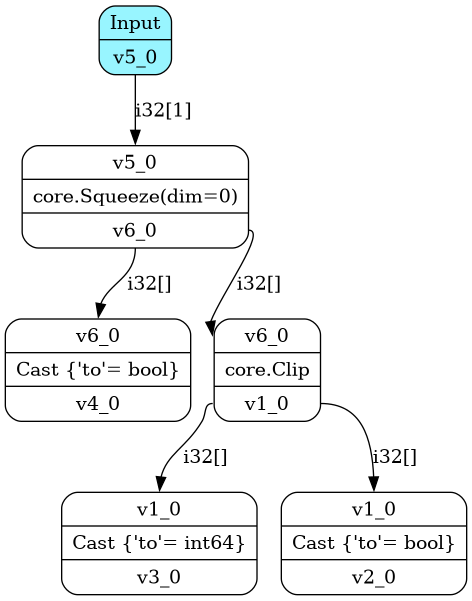 Input
v5_0
i32[1]
v5_0
core.Squeeze(dim=0)
v6_0
i32[]
i32[]
v6_0
Cast {'to'= bool}
v4_0
v6_0
core.Clip
v1_0
i32[]
i32[]
v1_0
Cast {'to'= int64}
v3_0
v1_0
Cast {'to'= bool}
v2_0